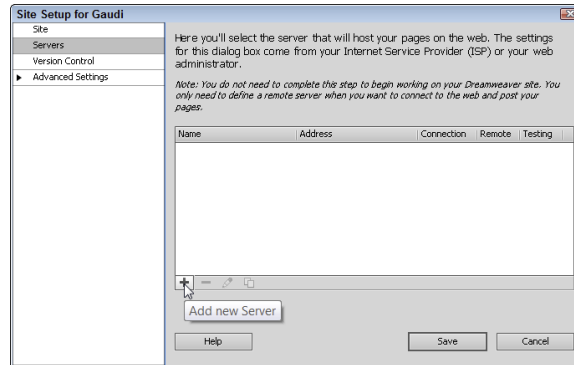 Site Setup for Gaudi
Site
Servers
Version Control
Advanced Settings
Here you'll select the server that will host your pages on the web. The settings
for this dialog box come from your Internet Service Provider (ISP) or your web
administrator.
Note: You do not need to complete this step to begin working on your Dreamweaver site. You
only need to define a remote server when you want to connect to the web and post your
pages.
Name Address Connection Remote Testing
Add new Server
Help Save Cancel